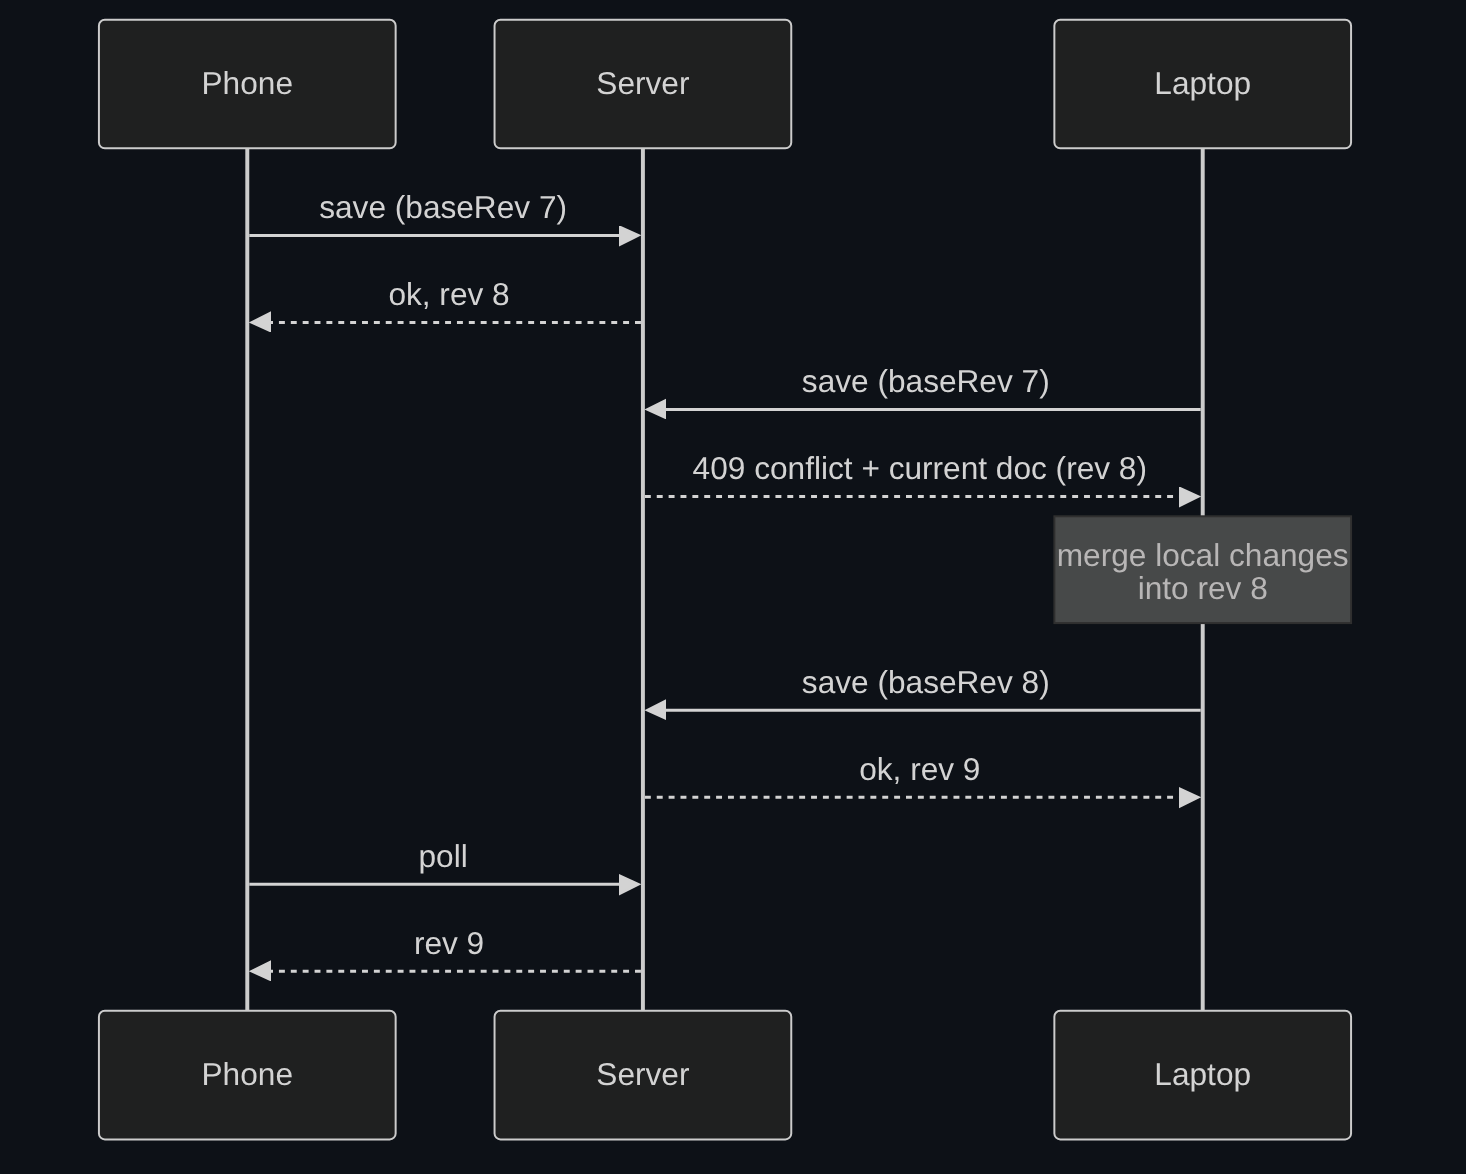 Phone
Server
Laptop
save (baseRev 7)
ok, rev 8
save (baseRev 7)
409 conflict + current doc (rev 8)
merge local changes
into rev 8
save (baseRev 8)
ok, rev 9
poll
rev 9
Phone
Server
Laptop